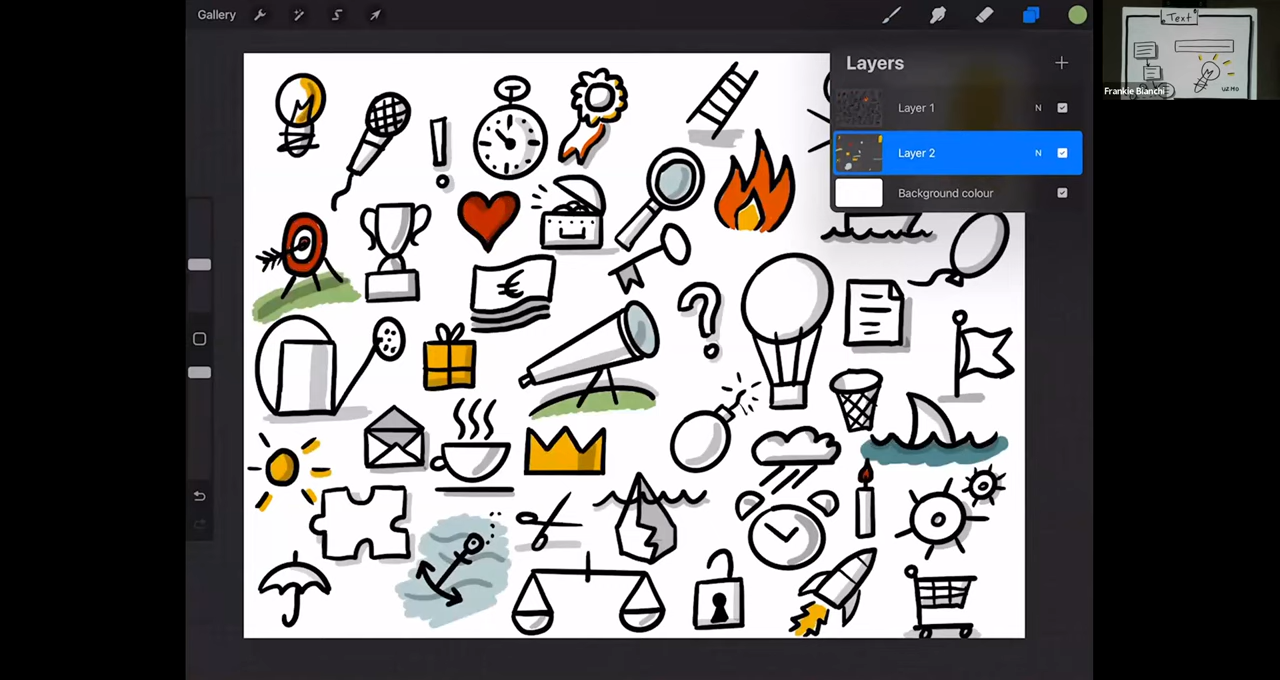 Gallery
Layers
Layer 1
N
Layer 2
N
Background colour
Text
Frankie Bianchi
€
?
!